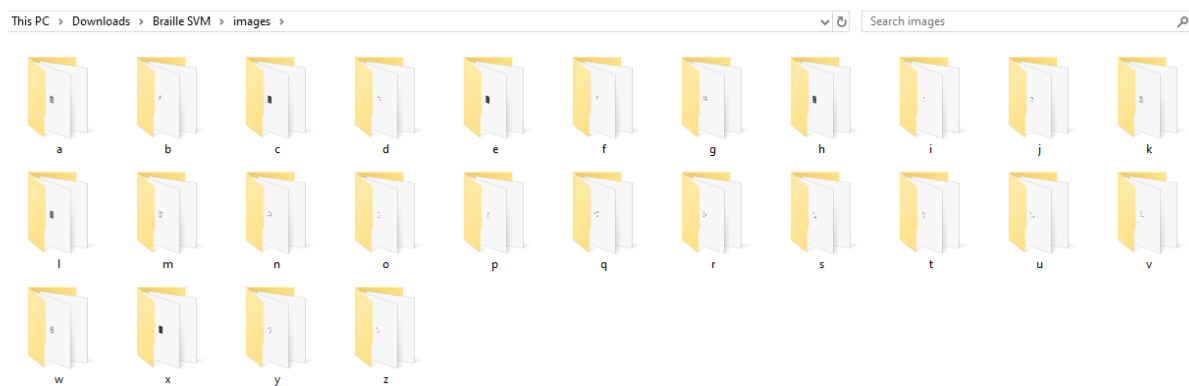 This PC > Downloads > Braille SVM > images >
Search images
a b c d e f g h i j k
l m n o p q r s t u v
w x y z